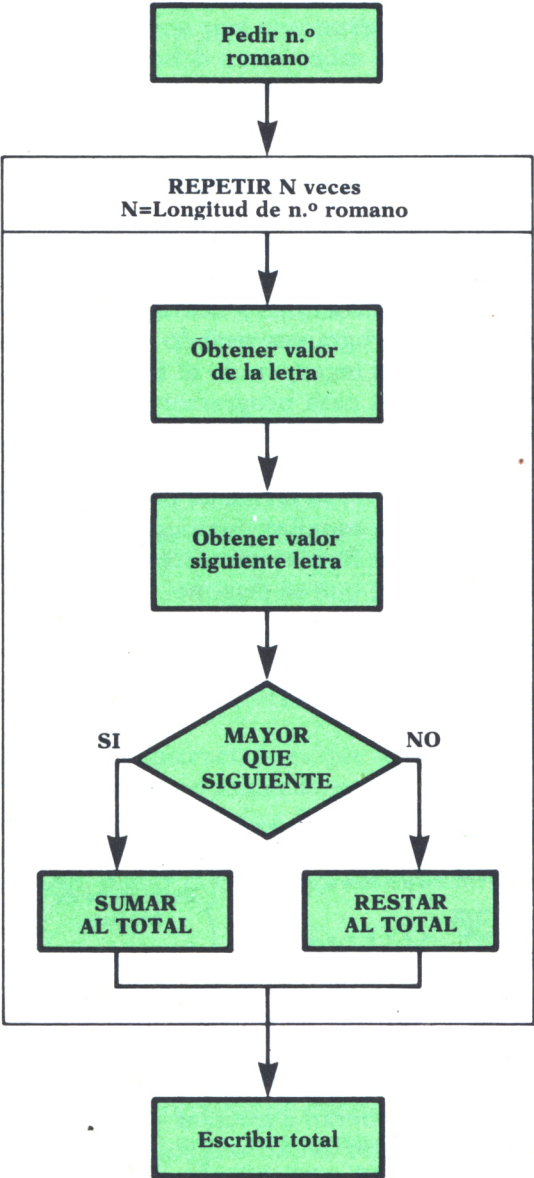 Pedir n.º
romano
REPETIR N veces
N=Longitud de n.º romano
Obtener valor
de la letra
Obtener valor
siguiente letra
MAYOR
QUE
SIGUIENTE
SI
NO
SUMAR
AL TOTAL
RESTAR
AL TOTAL
Escribir total